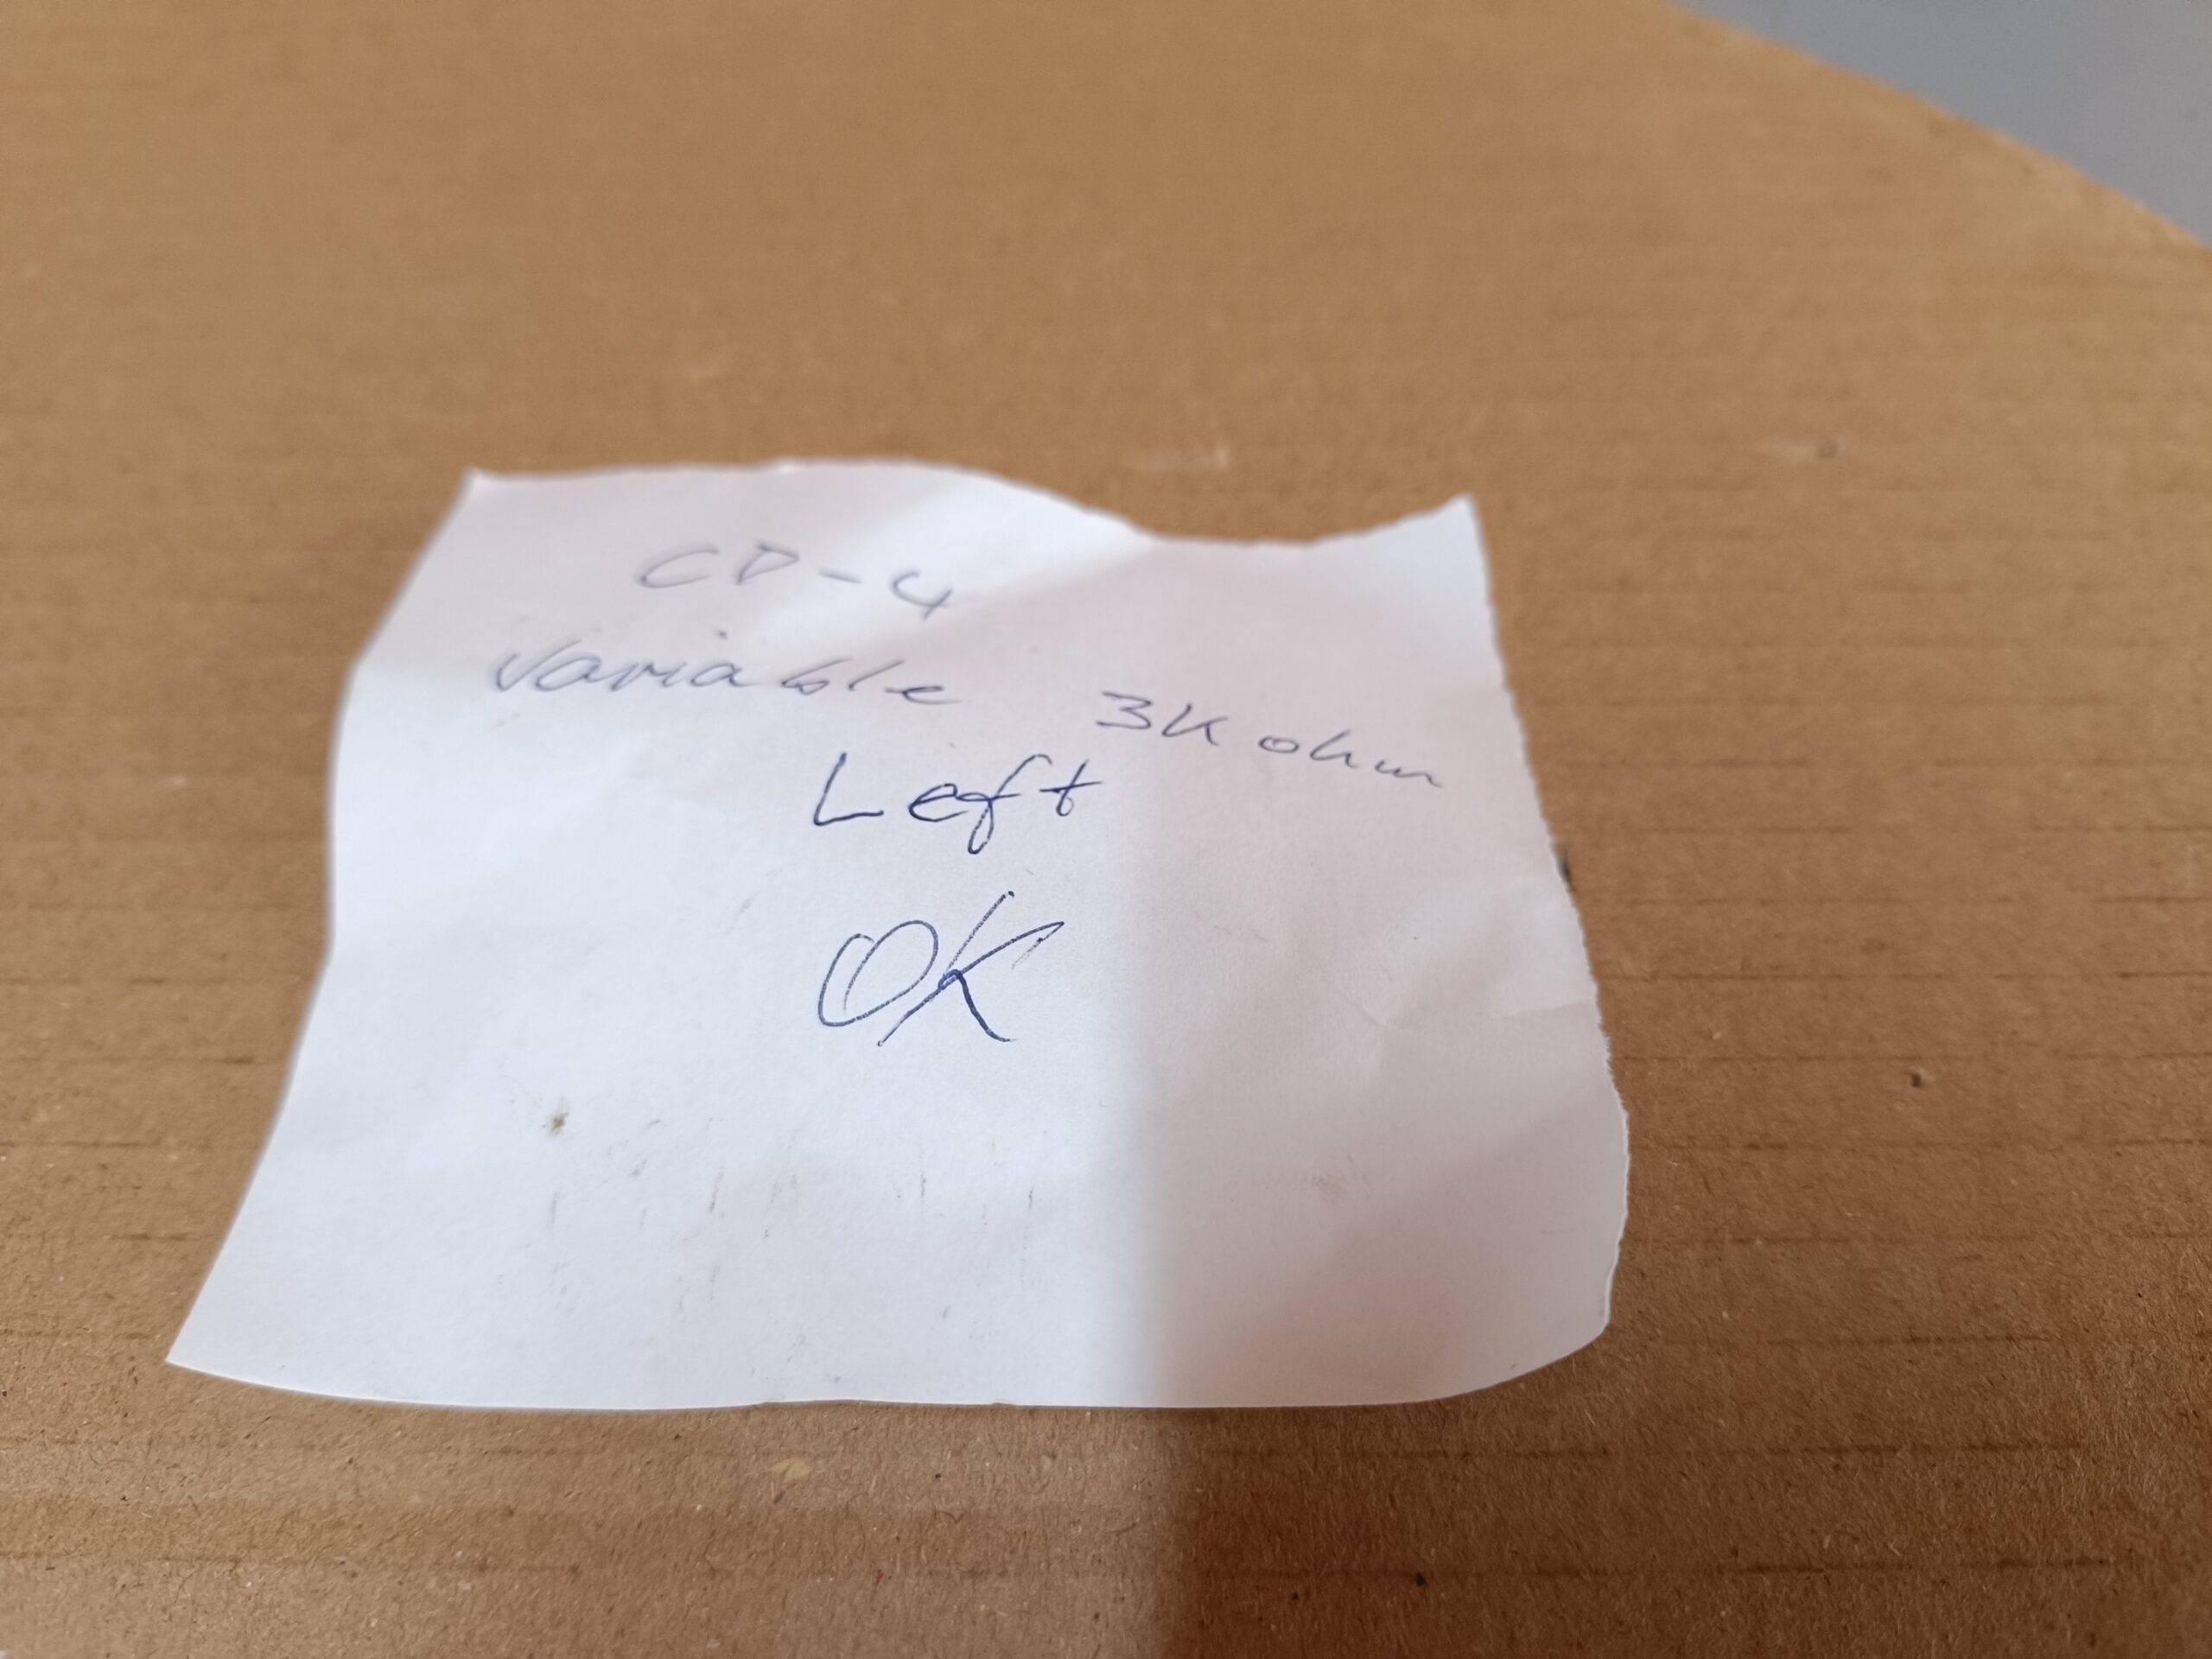 CD-4
Variable 3K ohm
Left
OK